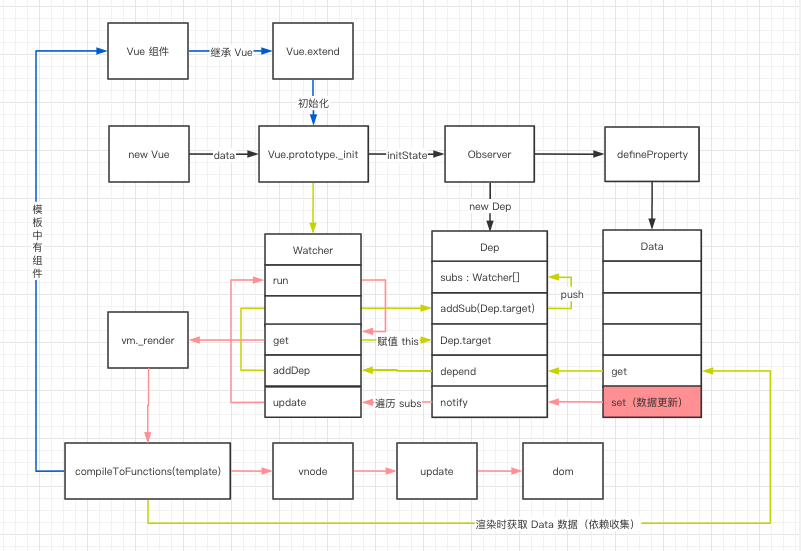 Vue 组件
继承 Vue
Vue.extend
初始化
new Vue
data
Vue.prototype._init
initState
Observer
defineProperty
new Dep
模板中有组件
Watcher
run
get
addDep
update
Dep
subs：Watcher[]
addSub(Dep.target)
Dep.target
depend
notify
push
赋值 this
遍历 subs
Data
get
set（数据更新）
vm._render
compileToFunctions(template)
vnode
update
dom
渲染时获取 Data 数据（依赖收集）